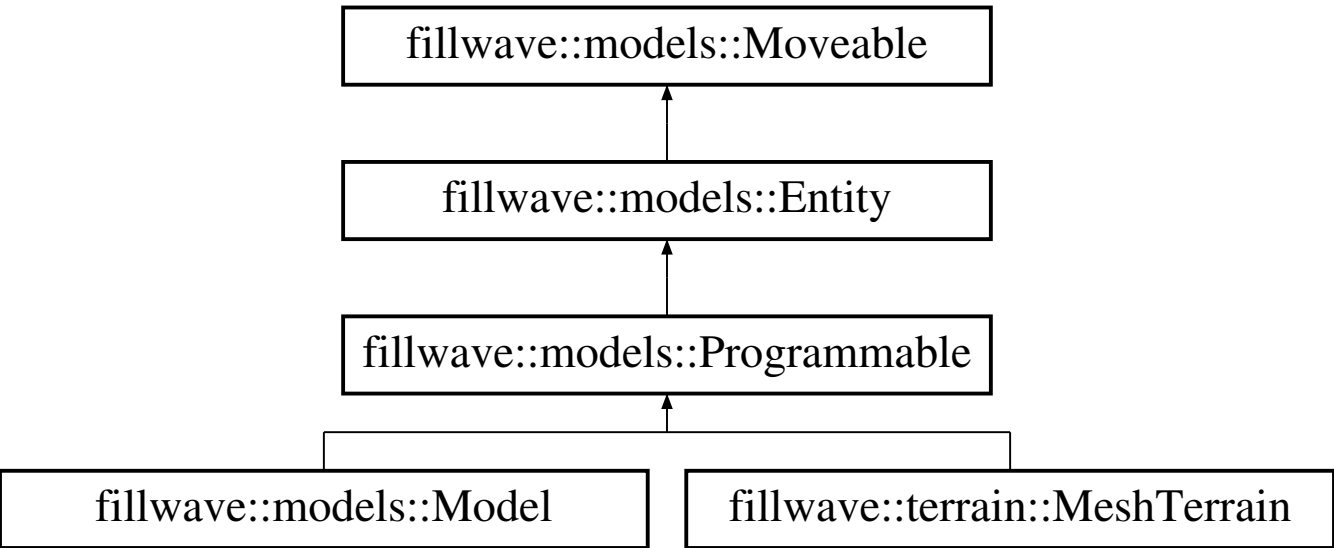 fillwave::models::Moveable
fillwave::models::Entity
fillwave::models::Programmable
fillwave::models::Model
fillwave::terrain::MeshTerrain